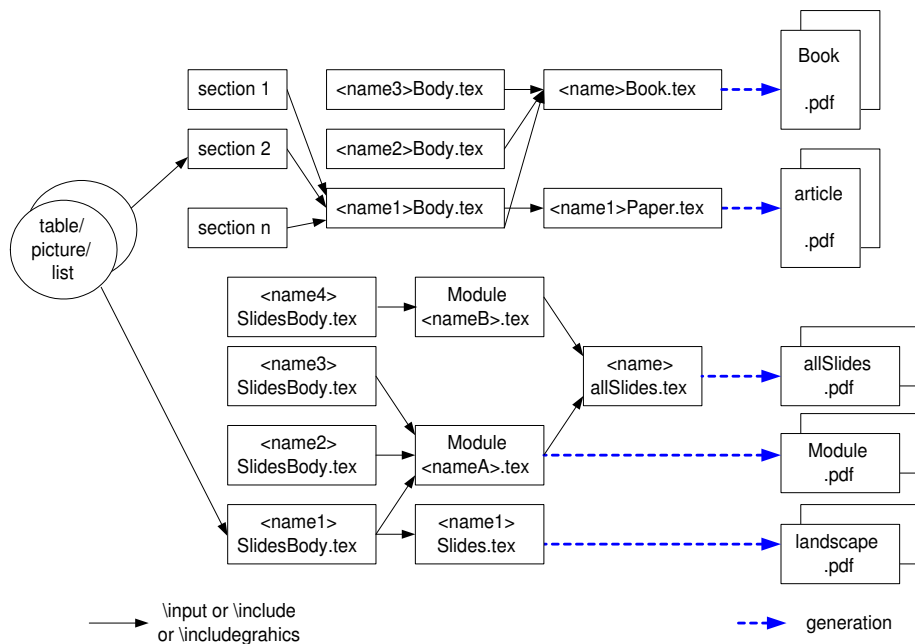 Book
.pdf
section 1
<name3>Body.tex
<name>Book.tex
section 2
<name2>Body.tex
section n
<name1>Body.tex
<name1>Paper.tex
article
.pdf
table/
picture/
list
<name4>
SlidesBody.tex
Module
<nameB>.tex
<name3>
SlidesBody.tex
<name>
allSlides.tex
allSlides
.pdf
<name2>
SlidesBody.tex
Module
<nameA>.tex
Module
.pdf
<name1>
SlidesBody.tex
<name1>
Slides.tex
landscape
.pdf
\input or \include
or \includegrahics
generation